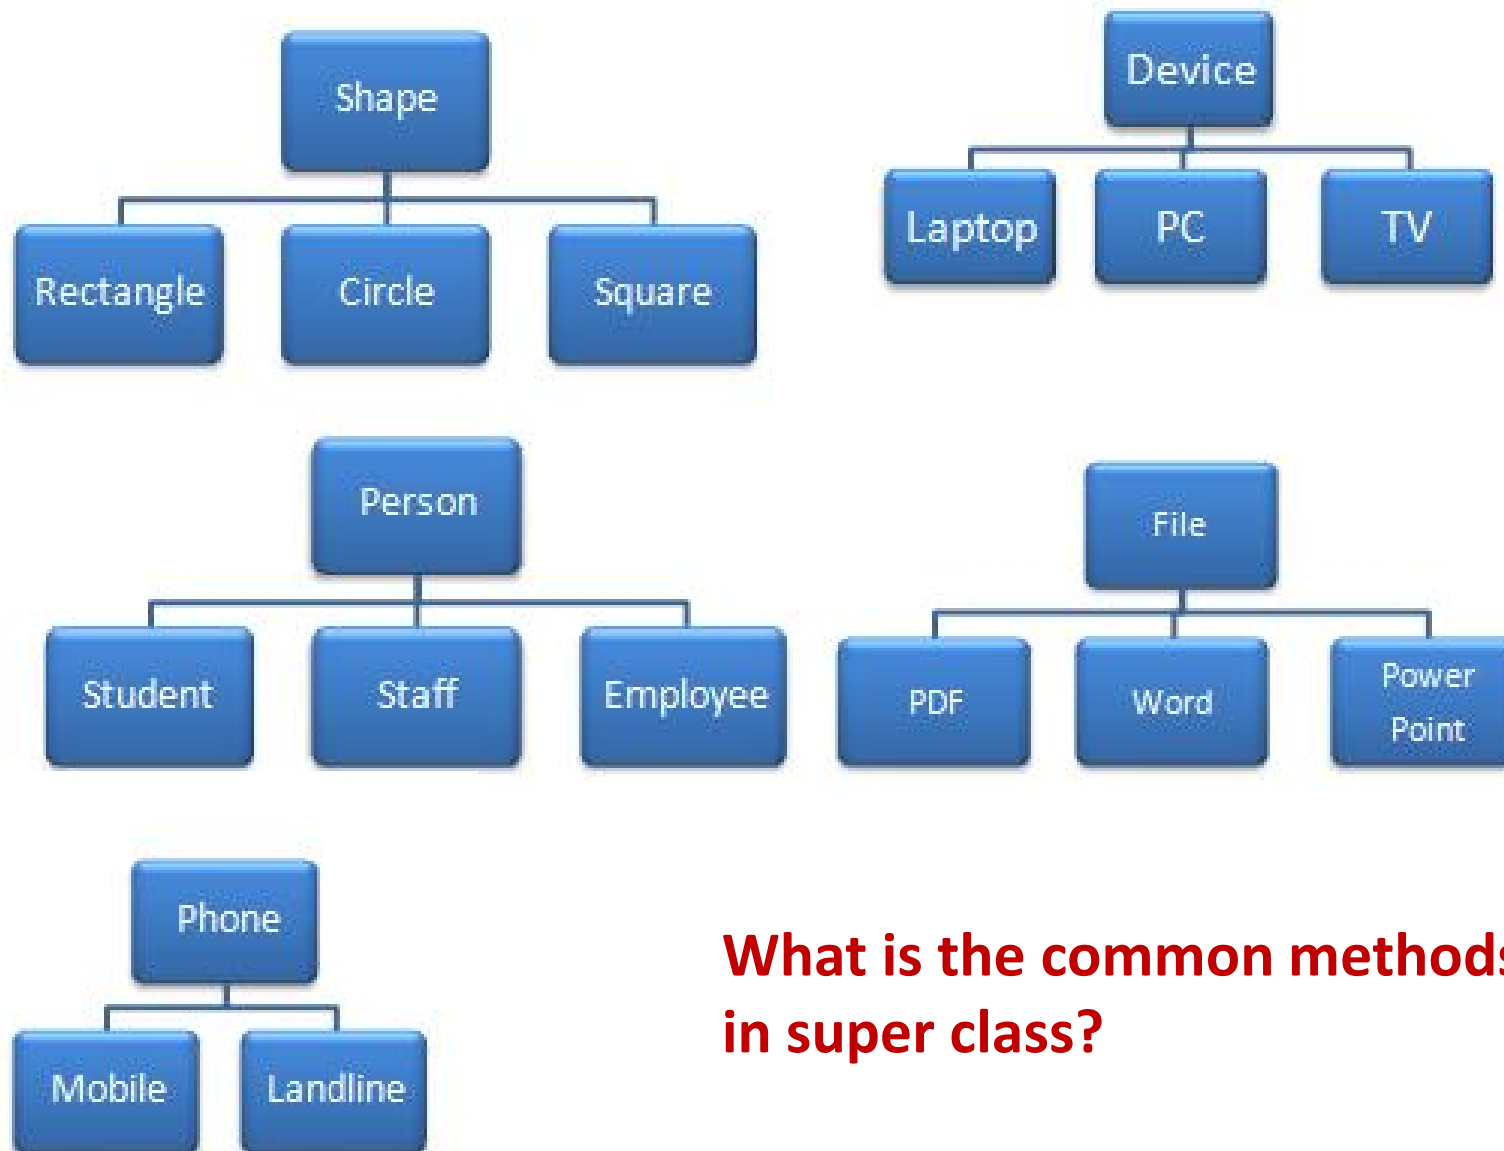 Shape
Rectangle
Circle
Square
Device
Laptop
PC
TV
Person
Student
Staff
Employee
File
PDF
Word
Power
Point
Phone
Mobile
Landline
What is the common methods
in super class?